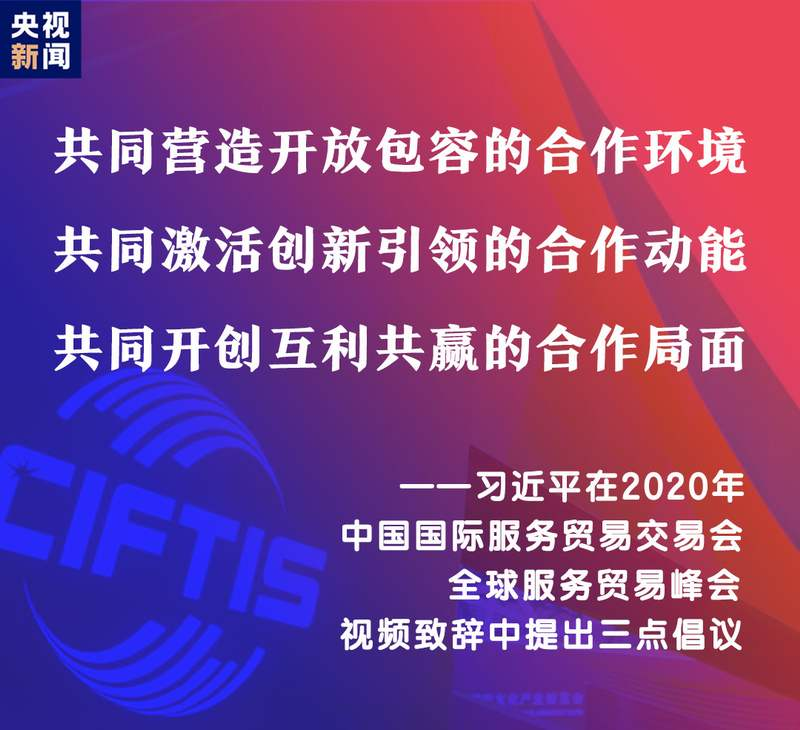 央视
新闻
共同营造开放包容的合作环境
共同激活创新引领的合作动能
共同开创互利共赢的合作局面
——习近平在2020年
中国国际服务贸易交易会
全球服务贸易峰会
视频致辞中提出三点倡议
CIFTIS